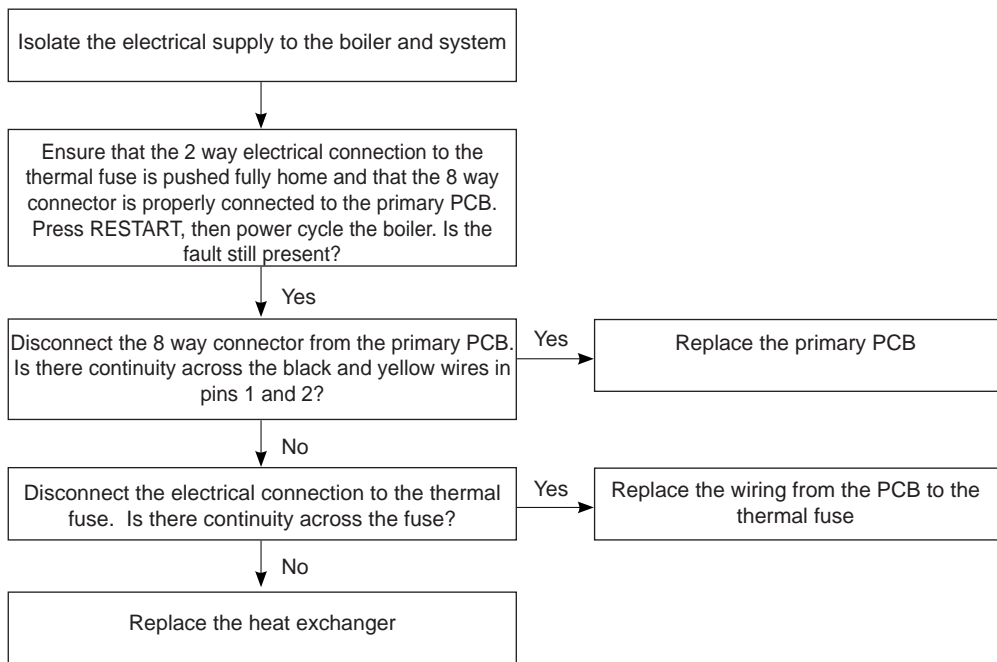 Isolate the electrical supply to the boiler and system
Ensure that the 2 way electrical connection to the
thermal fuse is pushed fully home and that the 8 way
connector is properly connected to the primary PCB.
Press RESTART, then power cycle the boiler. Is the
fault still present?
Yes
Disconnect the 8 way connector from the primary PCB.
Is there continuity across the black and yellow wires in
pins 1 and 2?
Yes
Replace the primary PCB
No
Disconnect the electrical connection to the thermal
fuse. Is there continuity across the fuse?
Yes
Replace the wiring from the PCB to the
thermal fuse
No
Replace the heat exchanger